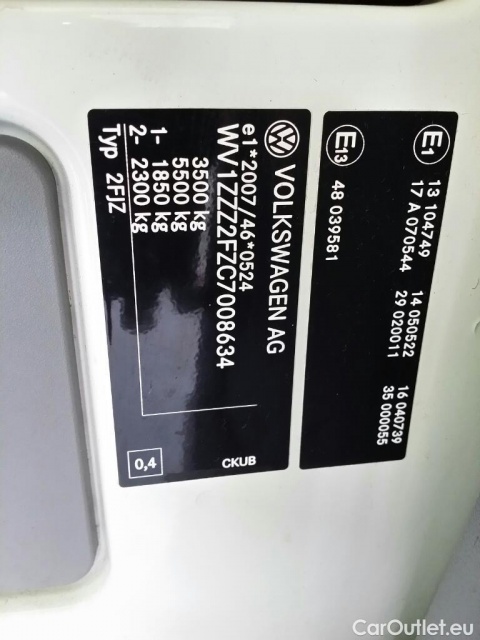 VOLKSWAGEN AG
e1*2007/46*0524
WV1ZZZ2FZC7008634
3500 kg
5500 kg
1- 1850 kg
2- 2300 kg
Typ 2FJZ
CKUB
0,4
E1
13 104749 14 050522 16 040739
17 A 070544 29 020011 35 000055
E13
48 039581
CarOutlet.eu